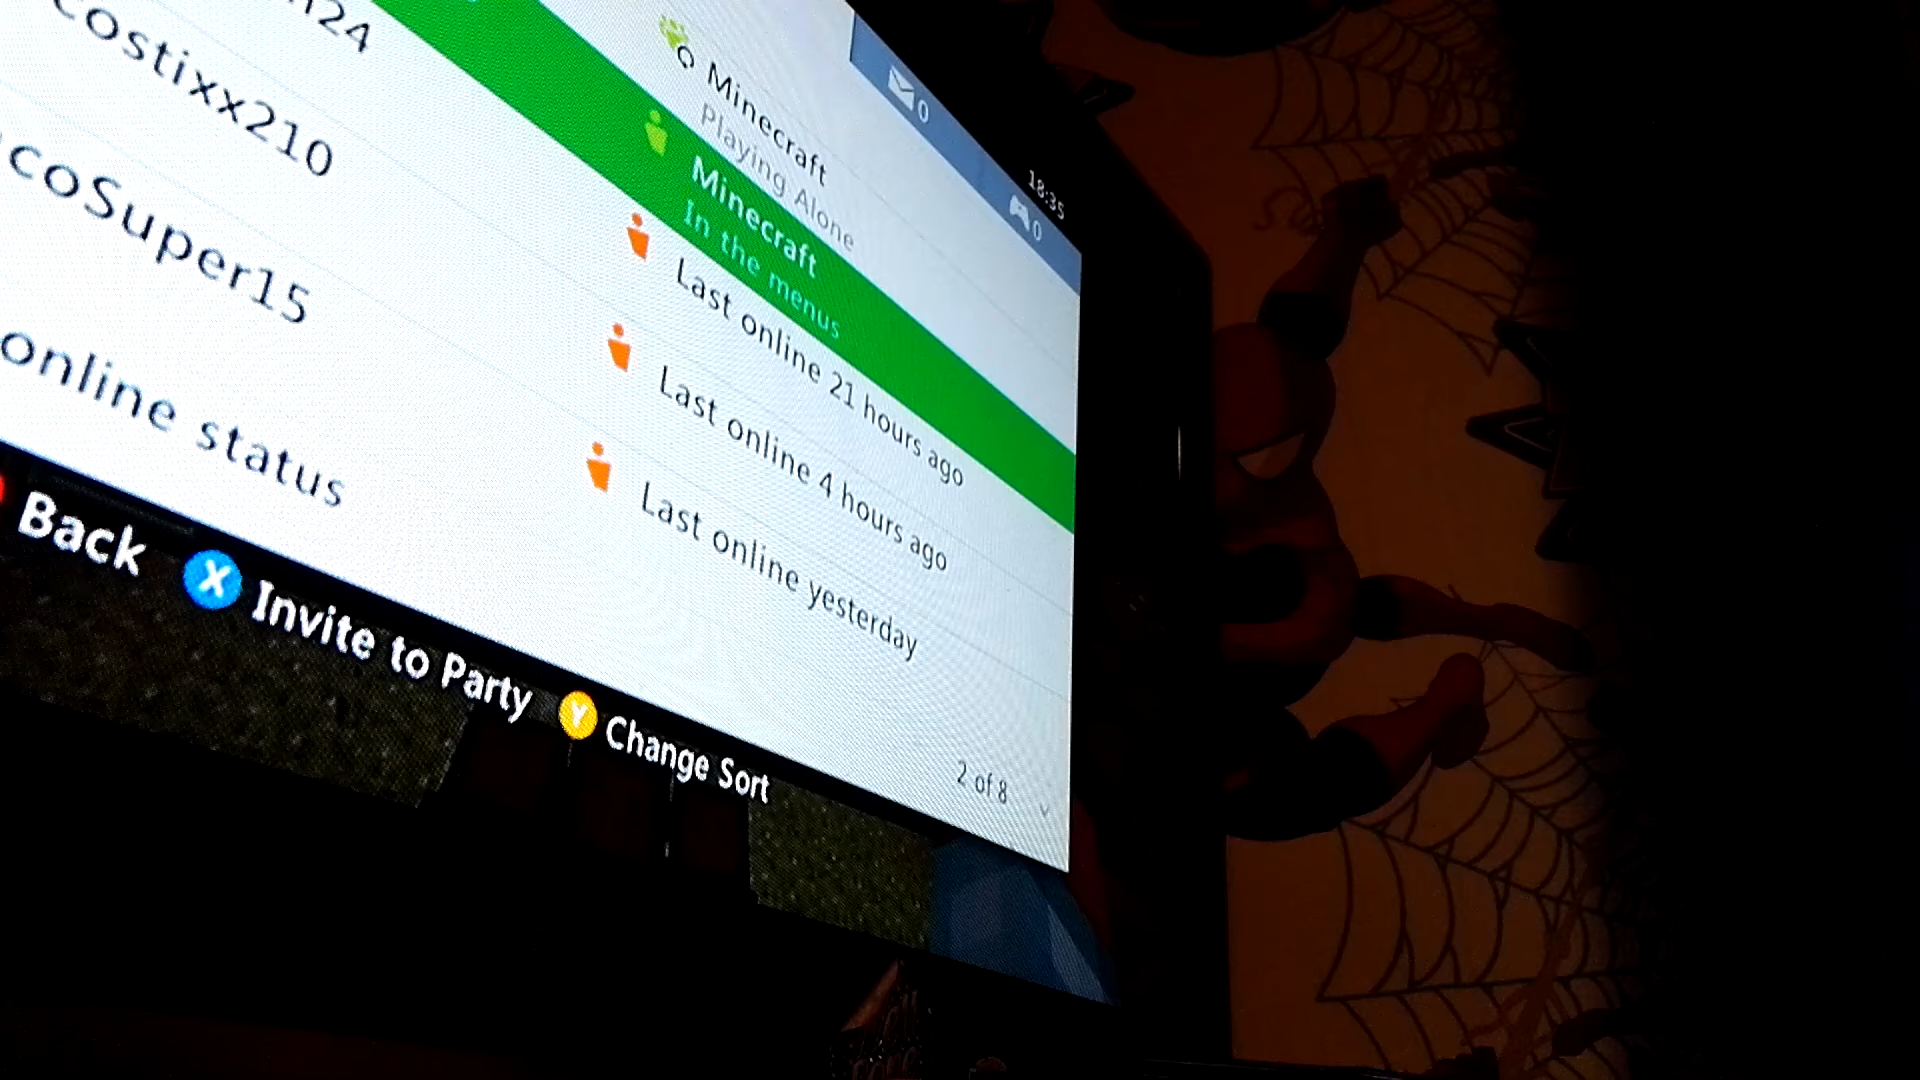 24
costixx210
coSuper15
online status
Minecraft
Playing Alone
Minecraft
In the menus
Last online 21 hours ago
Last online 4 hours ago
Last online yesterday
0
18:35
0
2 of 8
Back
X Invite to Party
Y Change Sort